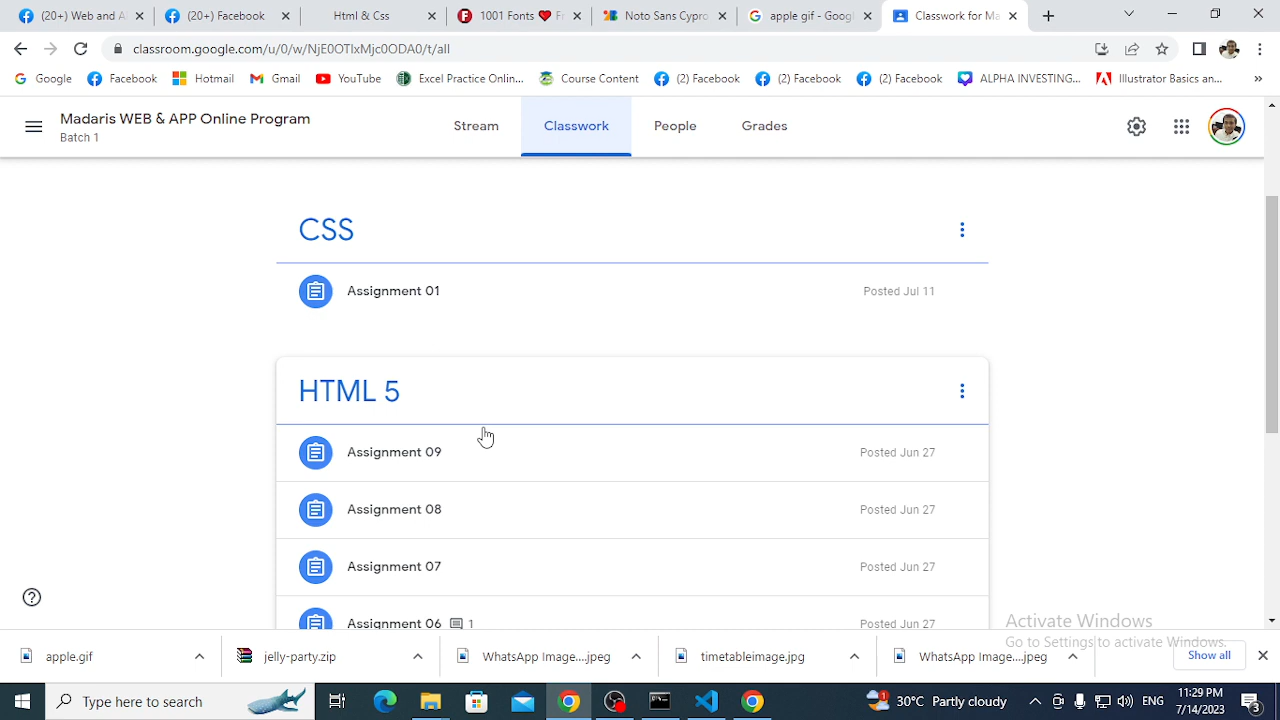 (20+) Web and A
(20+) Facebook
HTML & Css
1001 Fonts ❤ Fr
Noto Sans Cypro
apple gif - Google
Classwork for Ma
classroom.google.com/u/0/w/NjE0OTIxMjc0ODA0/t/all
Google
Facebook
Hotmail
Gmail
YouTube
Excel Practice Onlin...
Course Content
(2) Facebook
(2) Facebook
(2) Facebook
ALPHA INVESTING...
Illustrator Basics an...
Madaris WEB & APP Online Program
Batch 1
Stream
Classwork
People
Grades
CSS
Assignment 01
Posted Jul 11
HTML 5
Assignment 09
Posted Jun 27
Assignment 08
Posted Jun 27
Assignment 07
Posted Jun 27
Assignment 06
1
Posted Jun 27
Activate Windows
Go to Settings to activate Windows.
apple.gif
jelly-party.zip
WhatsApp Image....jpeg
timetableimage.jpg
WhatsApp Image....jpeg
Show all
Type here to search
1
30°C Partly cloudy
ENG
11:29 PM
7/14/2023
3